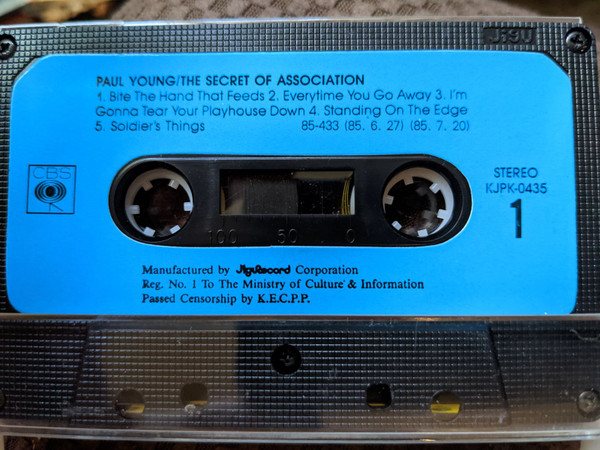 PAUL YOUNG/THE SECRET OF ASSOCIATION
1. Bite The Hand That Feeds 2. Everytime You Go Away 3. I'm
Gonna Tear Your Playhouse Down 4. Standing On The Edge
5. Soldier's Things 85-433 (85. 6. 27) (85. 7. 20)
CBS
STEREO
KJPK-0435
1
100 50 0
Manufactured by JiguRecord Corporation
Reg. No. 1 To The Ministry of Culture & Information
Passed Censorship by K.E.C.P.P.